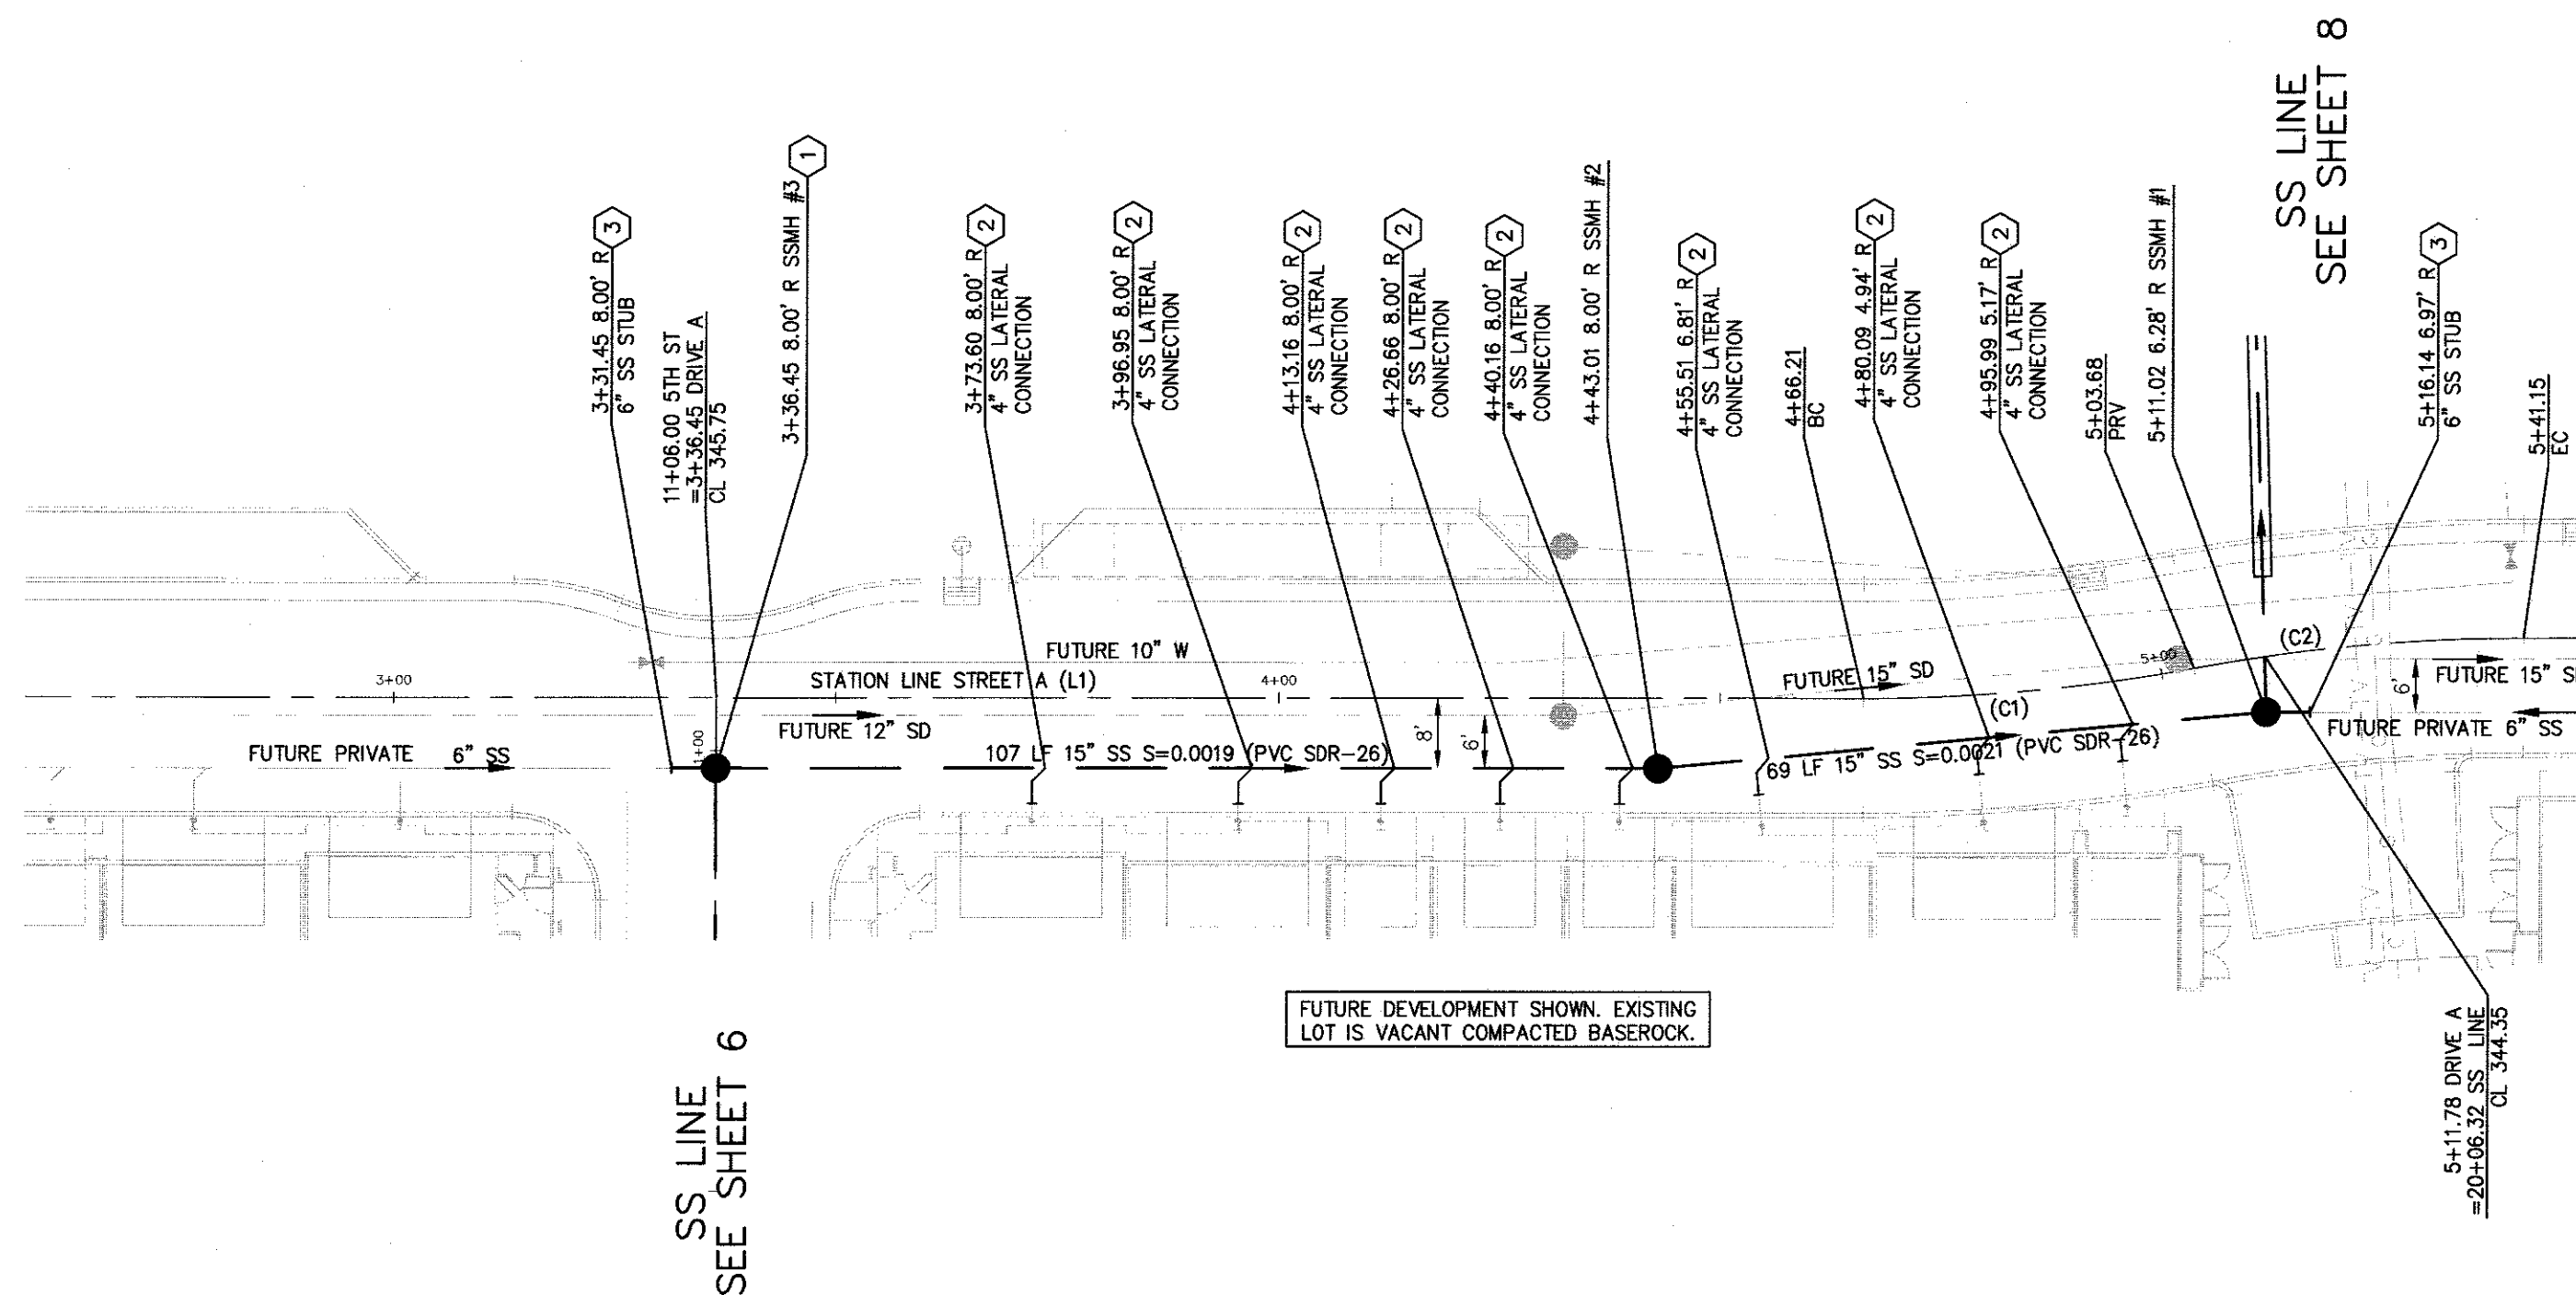 SS LINE
SEE SHEET 8
3+31.45 8.00' R 3
6" SS STUB
11+06.00 5TH ST
=3+36.45 DRIVE A
CL 345.75
3+36.45 8.00' R SSMH #3 1
3+73.60 8.00' R 2
4" SS LATERAL
CONNECTION
3+96.95 8.00' R 2
4" SS LATERAL
CONNECTION
4+13.16 8.00' R 2
4" SS LATERAL
CONNECTION
4+26.66 8.00' R 2
4" SS LATERAL
CONNECTION
4+40.16 8.00' R 2
4" SS LATERAL
CONNECTION
4+43.01 8.00' R SSMH #2
4+55.51 6.81' R 2
4" SS LATERAL
CONNECTION
4+66.21
BC
4+80.09 4.94' R 2
4" SS LATERAL
CONNECTION
4+95.99 5.17' R 2
4" SS LATERAL
CONNECTION
5+03.68
PRV
5+11.02 6.28' R SSMH #1
5+16.14 6.97' R 3
6" SS STUB
5+41.15
EC
FUTURE 10" W
3+00
STATION LINE STREET A (L1)
4+00
FUTURE 15" SD
5+00
(C2)
(C1)
FUTURE 15" S
6'
FUTURE 12" SD
8'
6'
FUTURE PRIVATE 6" SS
FUTURE PRIVATE 6" SS
1+00
107 LF 15" SS S=0.0019 (PVC SDR-26)
69 LF 15" SS S=0.0021 (PVC SDR-26)
FUTURE DEVELOPMENT SHOWN. EXISTING
LOT IS VACANT COMPACTED BASEROCK.
SS LINE
SEE SHEET 6
5+11.78 DRIVE A
=20+06.32 SS LINE
CL 344.35